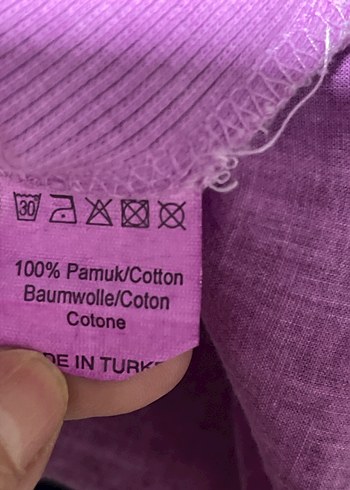 30
100% Pamuk/Cotton
Baumwolle/Coton
Cotone
DE IN TURK